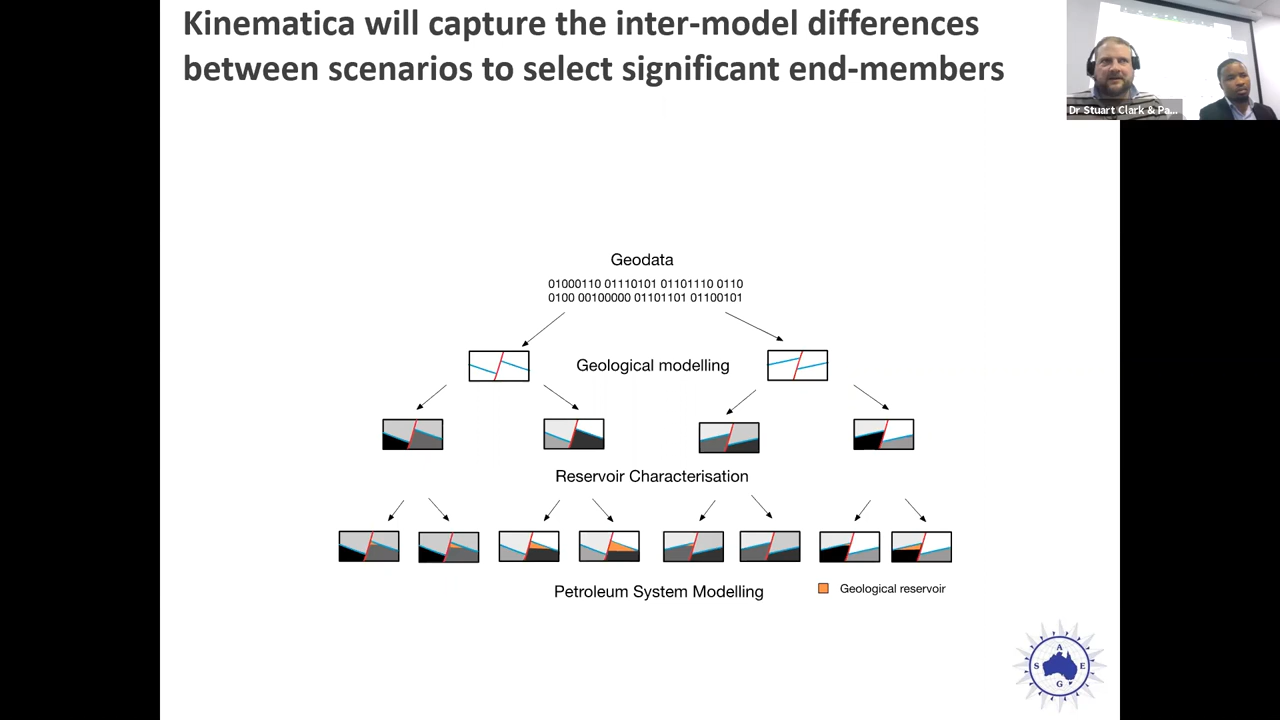 Kinematica will capture the inter-model differences
between scenarios to select significant end-members
Dr Stuart Clark & Pa...
Geodata
01000110 01110101 01101110 0110
0100 00100000 01101101 01100101
Geological modelling
Reservoir Characterisation
Petroleum System Modelling
Geological reservoir
A
S E
G